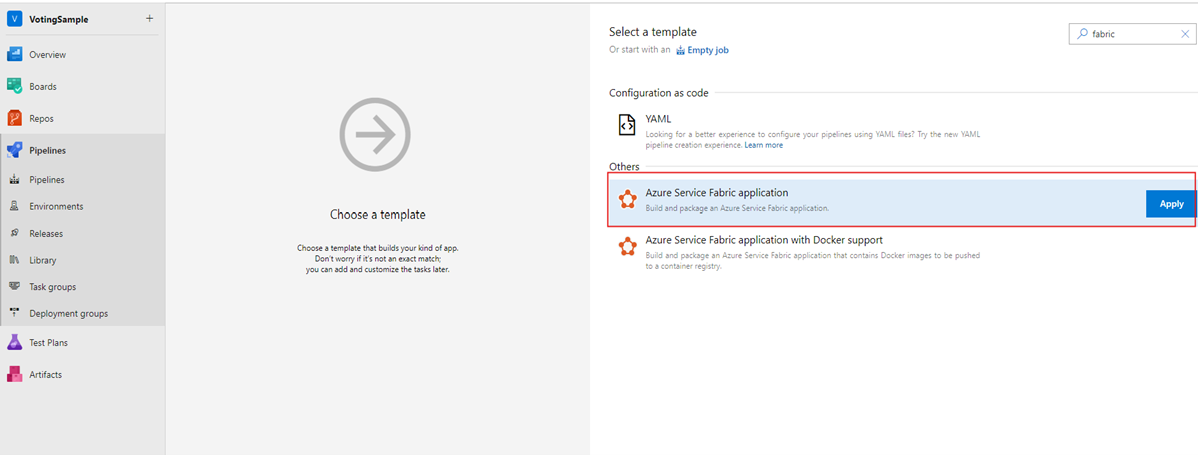 V VotingSample +
Overview
Boards
Repos
Pipelines
Pipelines
Environments
Releases
Library
Task groups
Deployment groups
Test Plans
Artifacts
Choose a template
Choose a template that builds your kind of app.
Don't worry if it's not an exact match;
you can add and customize the tasks later.
Select a template
Or start with an Empty job
fabric
Configuration as code
YAML
Looking for a better experience to configure your pipelines using YAML files? Try the new YAML
pipeline creation experience. Learn more
Others
Azure Service Fabric application
Build and package an Azure Service Fabric application.
Apply
Azure Service Fabric application with Docker support
Build and package an Azure Service Fabric application that contains Docker images to be pushed
to a container registry.